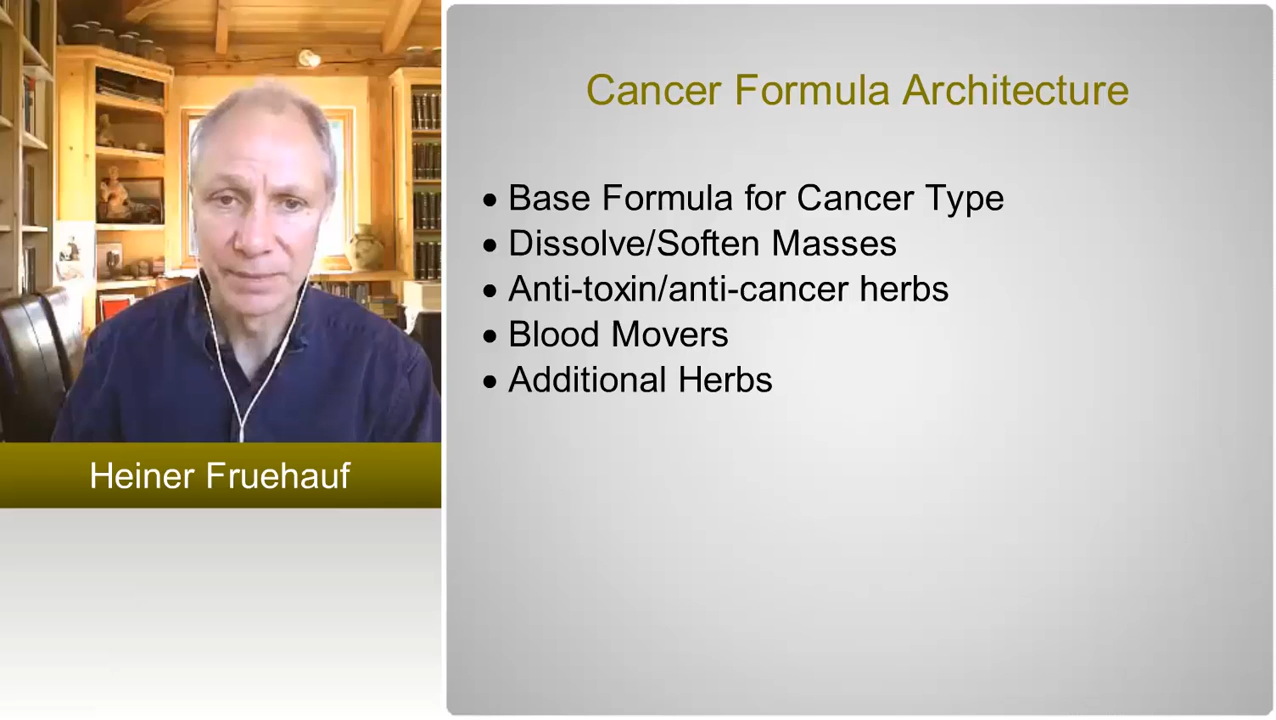 Cancer Formula Architecture
• Base Formula for Cancer Type
• Dissolve/Soften Masses
• Anti-toxin/anti-cancer herbs
• Blood Movers
• Additional Herbs
Heiner Fruehauf